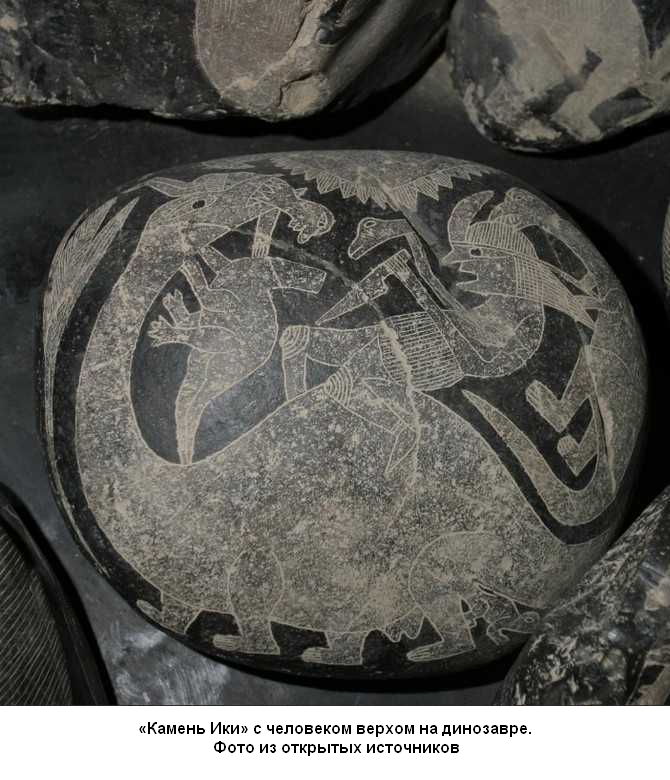 «Камень Ики» с человеком верхом на динозавре.
Фото из открытых источников